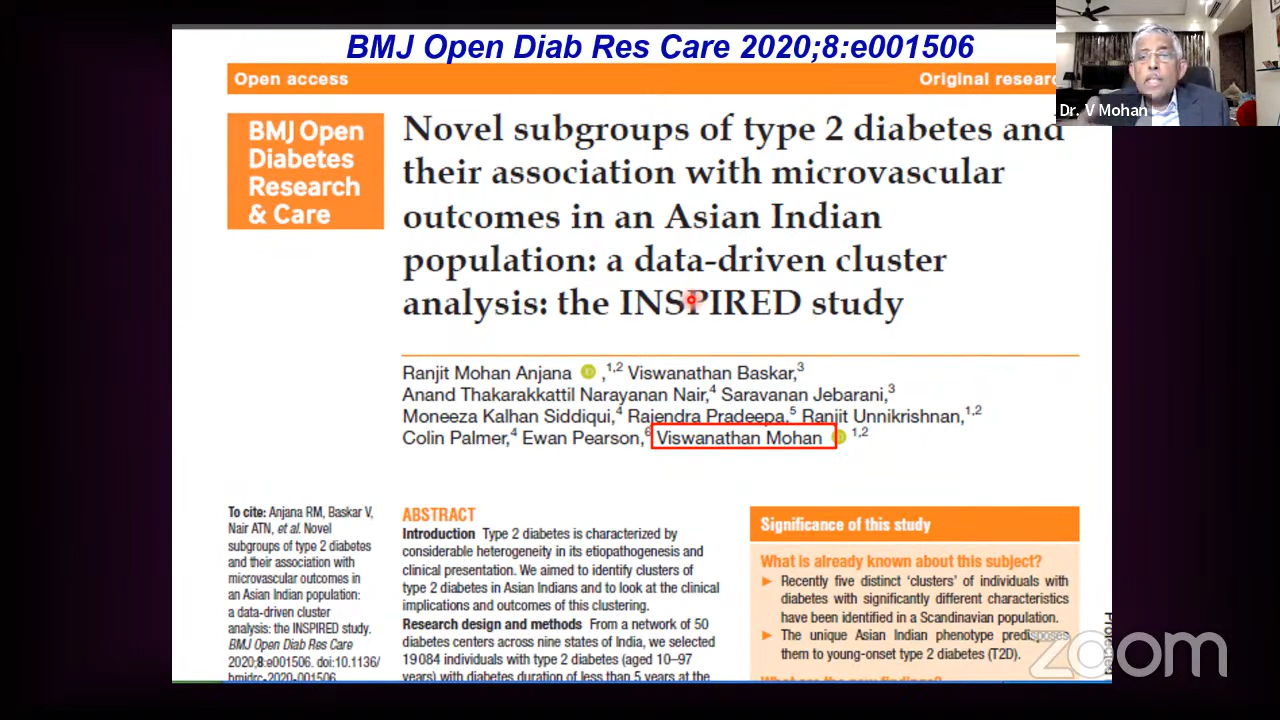 BMJ Open Diab Res Care 2020;8:e001506
Open access
Original researc
Dr. V Mohan
BMJ Open
Diabetes
Research
& Care
Novel subgroups of type 2 diabetes and
their association with microvascular
outcomes in an Asian Indian
population: a data-driven cluster
analysis: the INSPIRED study
Ranjit Mohan Anjana iD ,1,2 Viswanathan Baskar,3
Anand Thakarakkattil Narayanan Nair,4 Saravanan Jebarani,3
Moneeza Kalhan Siddiqui,4 Rajendra Pradeepa,5 Ranjit Unnikrishnan,1,2
Colin Palmer,4 Ewan Pearson,6 Viswanathan Mohan 1,2
To cite: Anjana RM, Baskar V,
Nair ATN, et al. Novel
subgroups of type 2 diabetes
and their association with
microvascular outcomes in
an Asian Indian population:
a data-driven cluster
analysis: the INSPIRED study.
BMJ Open Diab Res Care
2020;8:e001506. doi:10.1136/
bmjdrc-2020-001506
ABSTRACT
Introduction Type 2 diabetes is characterized by
considerable heterogeneity in its etiopathogenesis and
clinical presentation. We aimed to identify clusters of
type 2 diabetes in Asian Indians and to look at the clinical
implications and outcomes of this clustering.
Research design and methods From a network of 50
diabetes centers across nine states of India, we selected
19 084 individuals with type 2 diabetes (aged 10–97
years) with diabetes duration of less than 5 years at the
Significance of this study
What is already known about this subject?
► Recently five distinct 'clusters' of individuals with
diabetes with significantly different characteristics
have been identified in a Scandinavian population.
► The unique Asian Indian phenotype predisposes
them to young-onset type 2 diabetes (T2D).
What are the new findings?
zoom